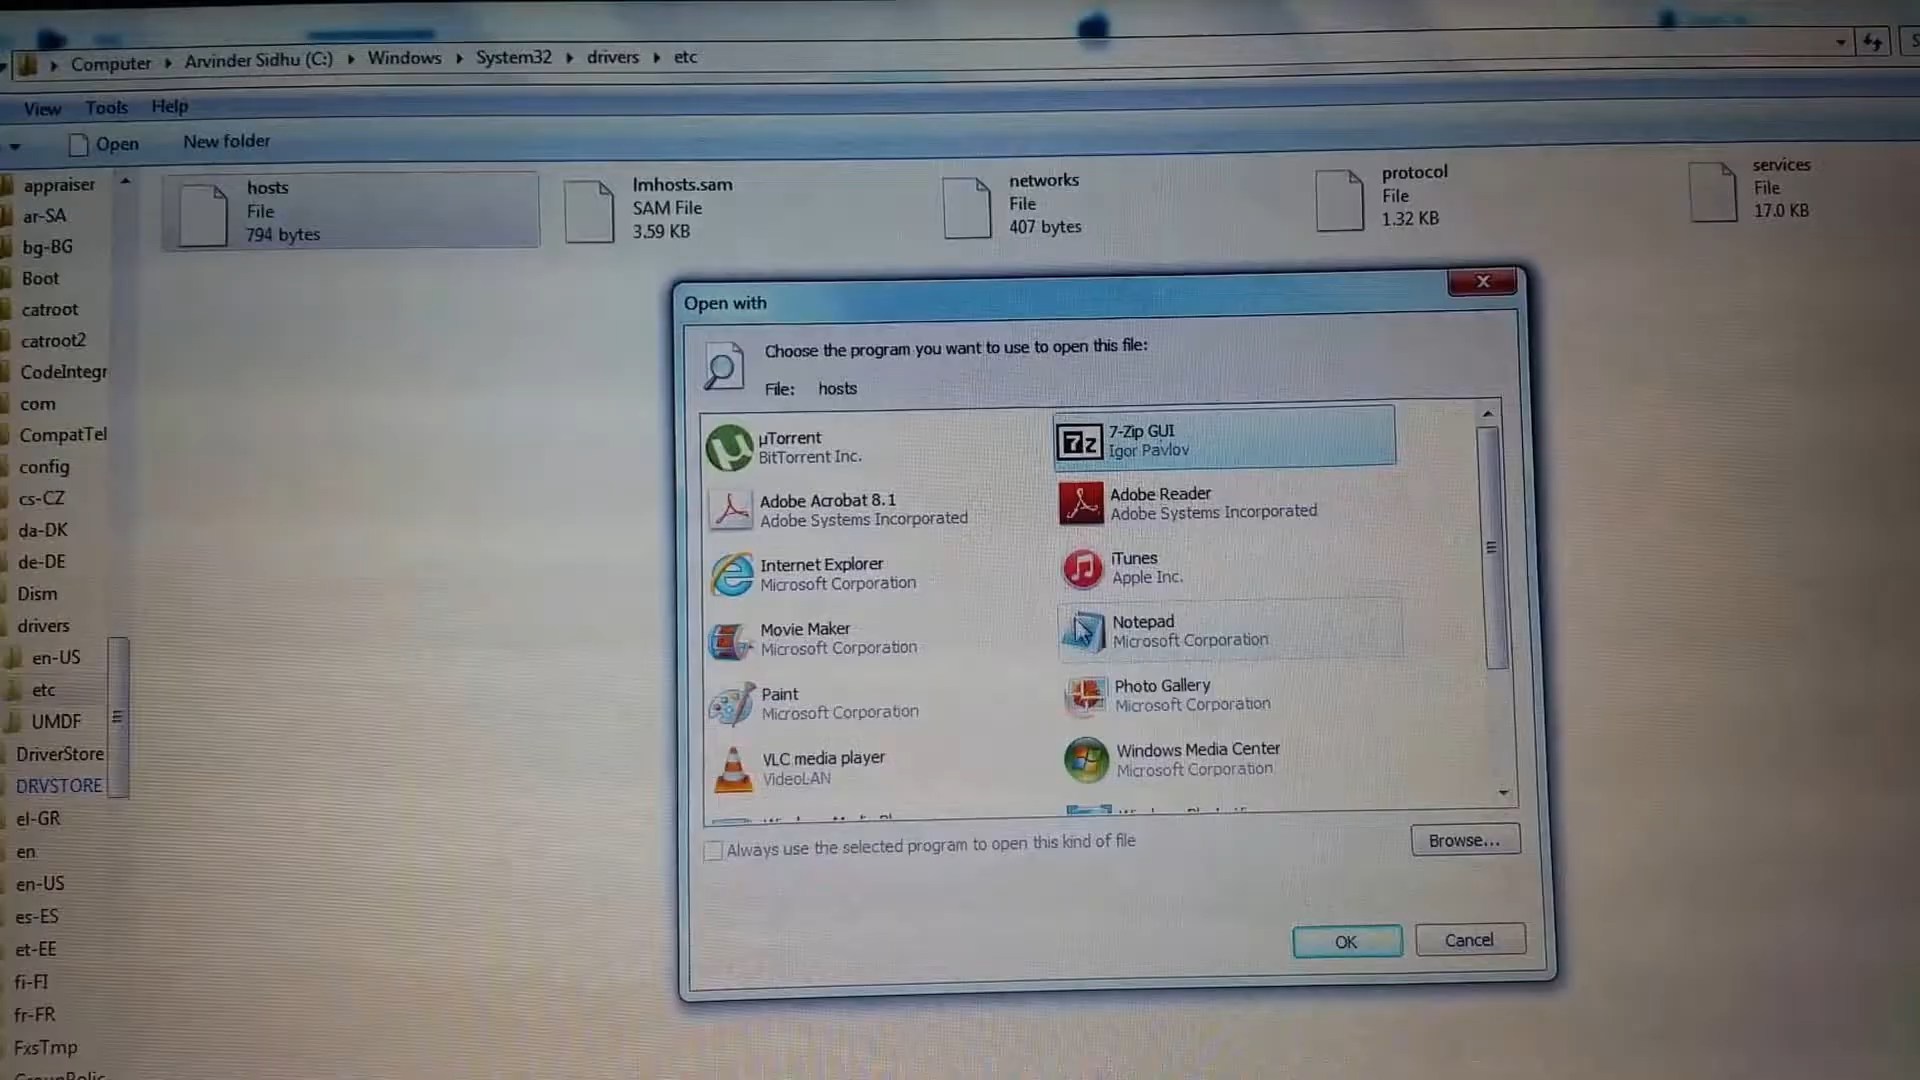 Computer ▸ Arvinder Sidhu (C:) ▸ Windows ▸ System32 ▸ drivers ▸ etc
View Tools Help
Open New folder
appraiser
ar-SA
bg-BG
Boot
catroot
catroot2
CodeIntegr
com
CompatTel
config
cs-CZ
da-DK
de-DE
Dism
drivers
en-US
etc
UMDF
DriverStore
DRVSTORE
el-GR
en
en-US
es-ES
et-EE
fi-FI
fr-FR
FxsTmp
hosts
File
794 bytes
lmhosts.sam
SAM File
3.59 KB
networks
File
407 bytes
protocol
File
1.32 KB
services
File
17.0 KB
Open with
Choose the program you want to use to open this file:
File: hosts
µTorrent
BitTorrent Inc.
7-Zip GUI
Igor Pavlov
Adobe Acrobat 8.1
Adobe Systems Incorporated
Adobe Reader
Adobe Systems Incorporated
Internet Explorer
Microsoft Corporation
iTunes
Apple Inc.
Movie Maker
Microsoft Corporation
Notepad
Microsoft Corporation
Paint
Microsoft Corporation
Photo Gallery
Microsoft Corporation
VLC media player
VideoLAN
Windows Media Center
Microsoft Corporation
Always use the selected program to open this kind of file
Browse...
OK Cancel